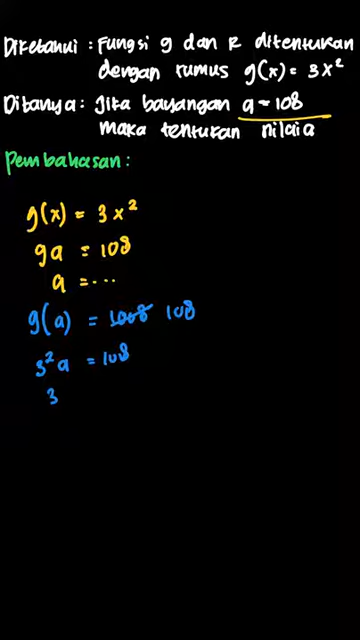 Diketahui : Fungsi g dan R ditentukan
dengan rumus g(x) = 3x²
Ditanya : Jika bayangan a = 108
maka tentukan nilai a
Pembahasan :
g(x) = 3x²
ga = 108
a = ...
g(a) = 1008 108
3²a = 108
3